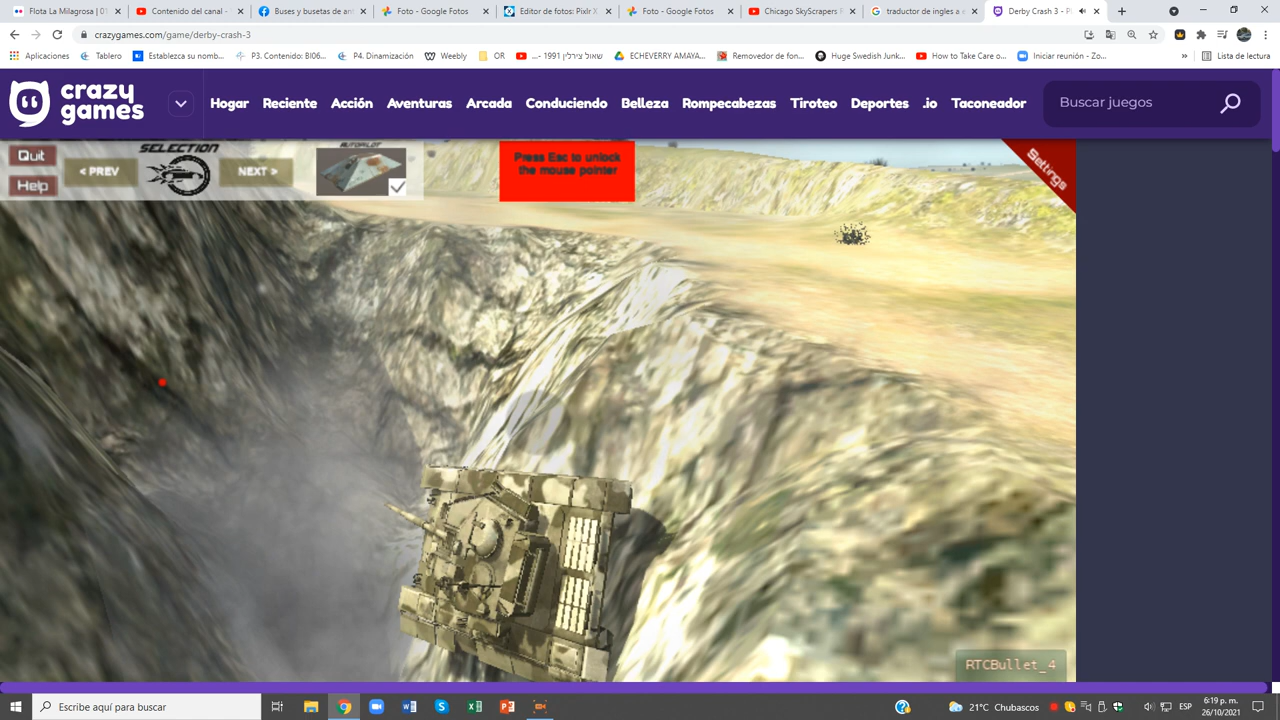 Flota La Milagrosa | 01
Contenido del canal -
Buses y busetas de an
Foto - Google Fotos
Editor de fotos: Pixlr X
Foto - Google Fotos
Chicago SkyScrapers F
traductor de ingles a e
Derby Crash 3 - P
crazygames.com/game/derby-crash-3
Aplicaciones
Tablero
Establezca su nomb...
P3. Contenido: BI06...
P4. Dinamización
Weebly
OR
שאול צירלין 1991 -...
ECHEVERRY AMAYA...
Removedor de fon...
Huge Swedish Junk...
How to Take Care o...
Iniciar reunión - Zo...
»
Lista de lectura
crazy
games
Hogar
Reciente
Acción
Aventuras
Arcada
Conduciendo
Belleza
Rompecabezas
Tiroteo
Deportes
.io
Taconeador
Buscar juegos
Quit
Help
< PREV
SELECTION
NEXT >
AUTOPILOT
Press Esc to unlock
the mouse pointer
Settings
RTCBullet_4
Escribe aquí para buscar
21°C Chubascos
ESP
6:19 p. m.
26/10/2021